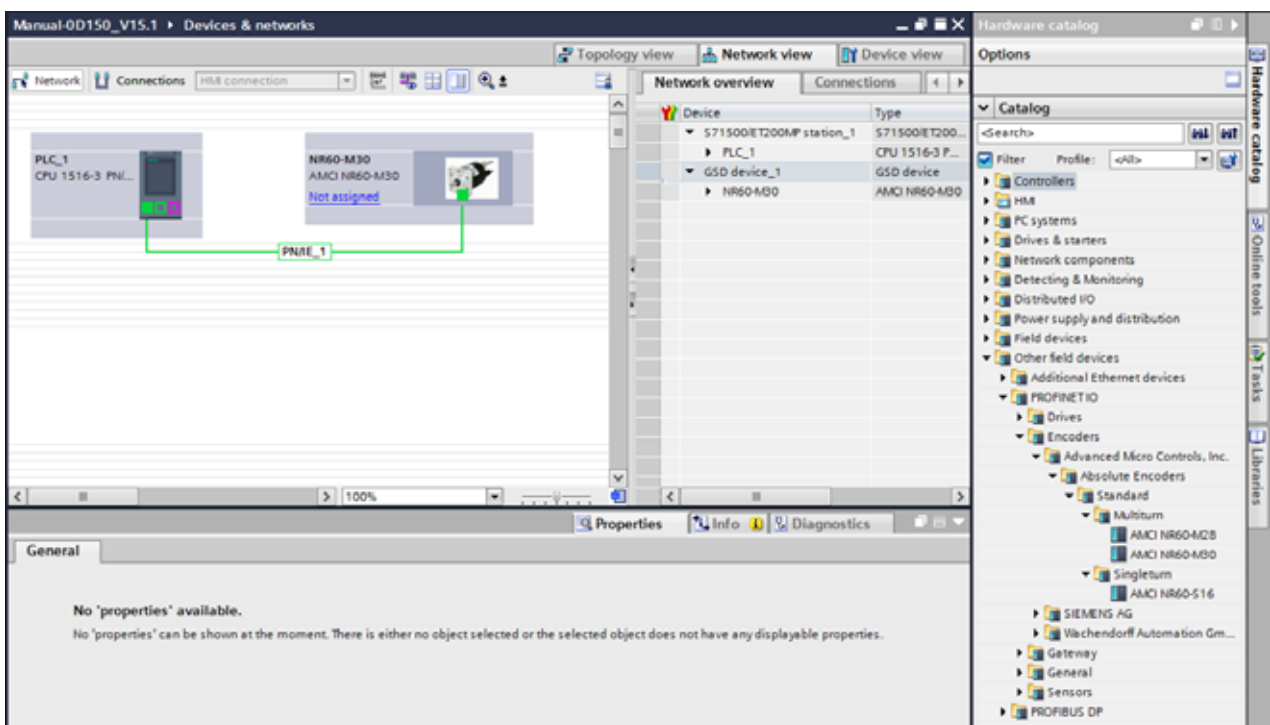 Manual-0D150_V15.1 ▸ Devices & networks
Hardware catalog
Topology view
Network view
Device view
Options
Network
Connections
HMI connection
Network overview
Connections
Catalog
Device
Type
<Search>
S71500/ET200MP station_1
S71500/ET200...
Filter
Profile:
<All>
PLC_1
CPU 1516-3 P...
GSD device_1
GSD device
NR60-M30
AMCI NR60-M30
PLC_1
CPU 1516-3 PN/...
NR60-M30
AMCI NR60-M30
Not assigned
PN/IE_1
Controllers
HMI
PC systems
Drives & starters
Network components
Detecting & Monitoring
Distributed I/O
Power supply and distribution
Field devices
Other field devices
Additional Ethernet devices
PROFINET IO
Drives
Encoders
Advanced Micro Controls, Inc.
Absolute Encoders
Standard
Multiturn
AMCI NR60-M28
AMCI NR60-M30
Singleturn
AMCI NR60-S16
SIEMENS AG
Wachendorff Automation Gm...
Gateway
General
Sensors
PROFIBUS DP
Hardware catalog
Online tools
Tasks
Libraries
100%
Properties
Info
Diagnostics
General
No 'properties' available.
No 'properties' can be shown at the moment. There is either no object selected or the selected object does not have any displayable properties.